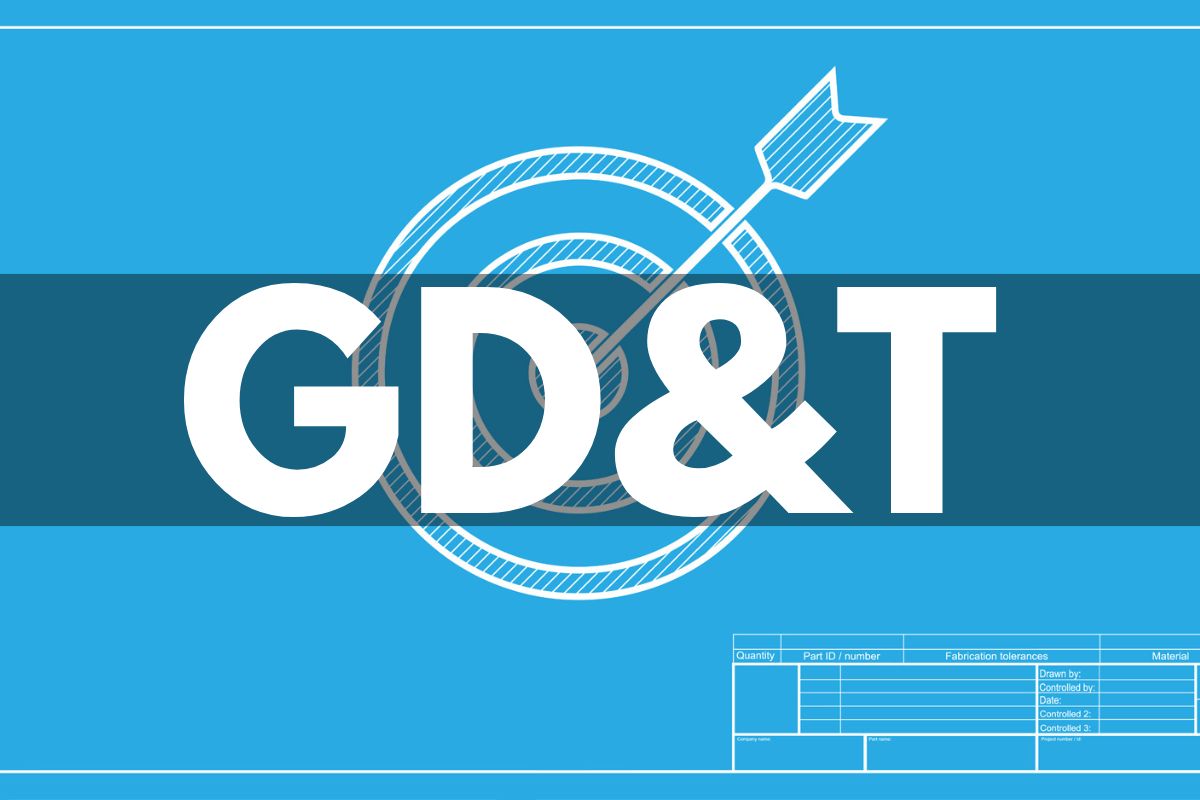 GD&T
Quantity Part ID / number Fabrication tolerances Material
Drawn by:
Controlled by:
Date:
Controlled 2:
Controlled 3:
Company name: Part name: Project number / Id